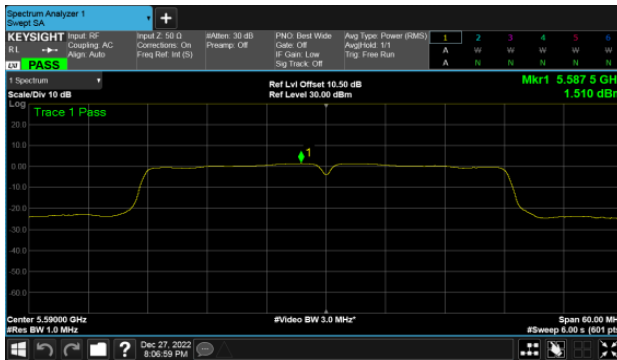 Spectrum Analyzer 1
Swept SA
+
KEYSIGHT Input: RF Input Z: 50 Ω #Atten: 30 dB PNO: Best Wide Avg Type: Power (RMS) 1 2 3 4 5 6
RL Coupling: AC Corrections: On Preamp: Off Gate: Off Avg|Hold: 1/1 A W W W W W
Align: Auto Freq Ref: Int (S) IF Gain: Low Trig: Free Run
PASS Sig Track: Off A N N N N N
1 Spectrum Ref Lvl Offset 10.50 dB Mkr1 5.587 5 GH
Scale/Div 10 dB Ref Level 30.00 dBm 1.510 dBr
Log Trace 1 Pass
20.0
10.0
1
0.00
-10.0
-20.0
-30.0
-40.0
-50.0
-60.0
Center 5.59000 GHz #Video BW 3.0 MHz* Span 60.00 MH
#Res BW 1.0 MHz #Sweep 6.00 s (601 pts
? Dec 27, 2022
8:06:59 PM